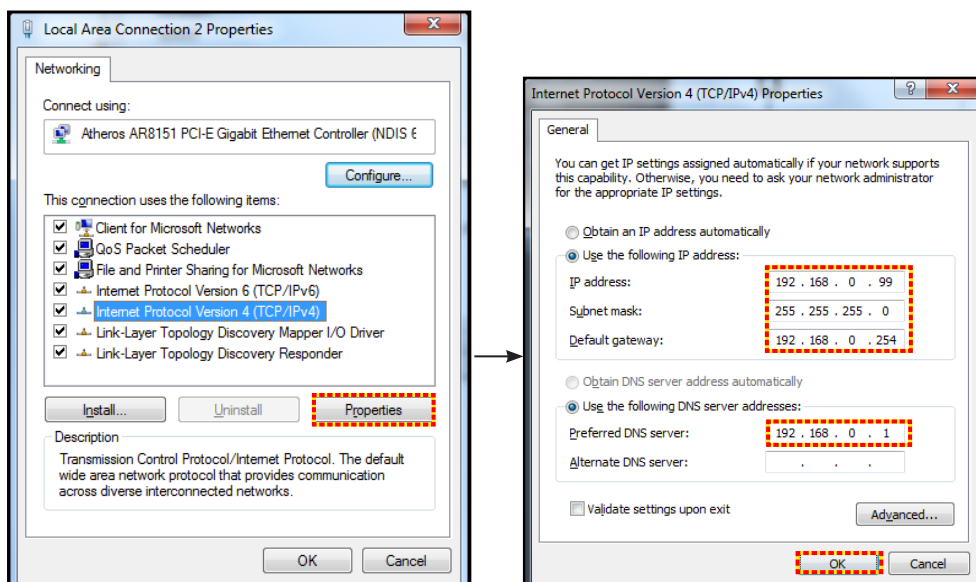 Local Area Connection 2 Properties
Networking
Connect using:
Atheros AR8151 PCI-E Gigabit Ethernet Controller (NDIS 6
Configure...
This connection uses the following items:
Client for Microsoft Networks
QoS Packet Scheduler
File and Printer Sharing for Microsoft Networks
Internet Protocol Version 6 (TCP/IPv6)
Internet Protocol Version 4 (TCP/IPv4)
Link-Layer Topology Discovery Mapper I/O Driver
Link-Layer Topology Discovery Responder
Install...
Uninstall
Properties
Description
Transmission Control Protocol/Internet Protocol. The default
wide area network protocol that provides communication
across diverse interconnected networks.
OK
Cancel
Internet Protocol Version 4 (TCP/IPv4) Properties
General
You can get IP settings assigned automatically if your network supports
this capability. Otherwise, you need to ask your network administrator
for the appropriate IP settings.
Obtain an IP address automatically
Use the following IP address:
IP address: 192 . 168 . 0 . 99
Subnet mask: 255 . 255 . 255 . 0
Default gateway: 192 . 168 . 0 . 254
Obtain DNS server address automatically
Use the following DNS server addresses:
Preferred DNS server: 192 . 168 . 0 . 1
Alternate DNS server: . . .
Validate settings upon exit
Advanced...
OK
Cancel